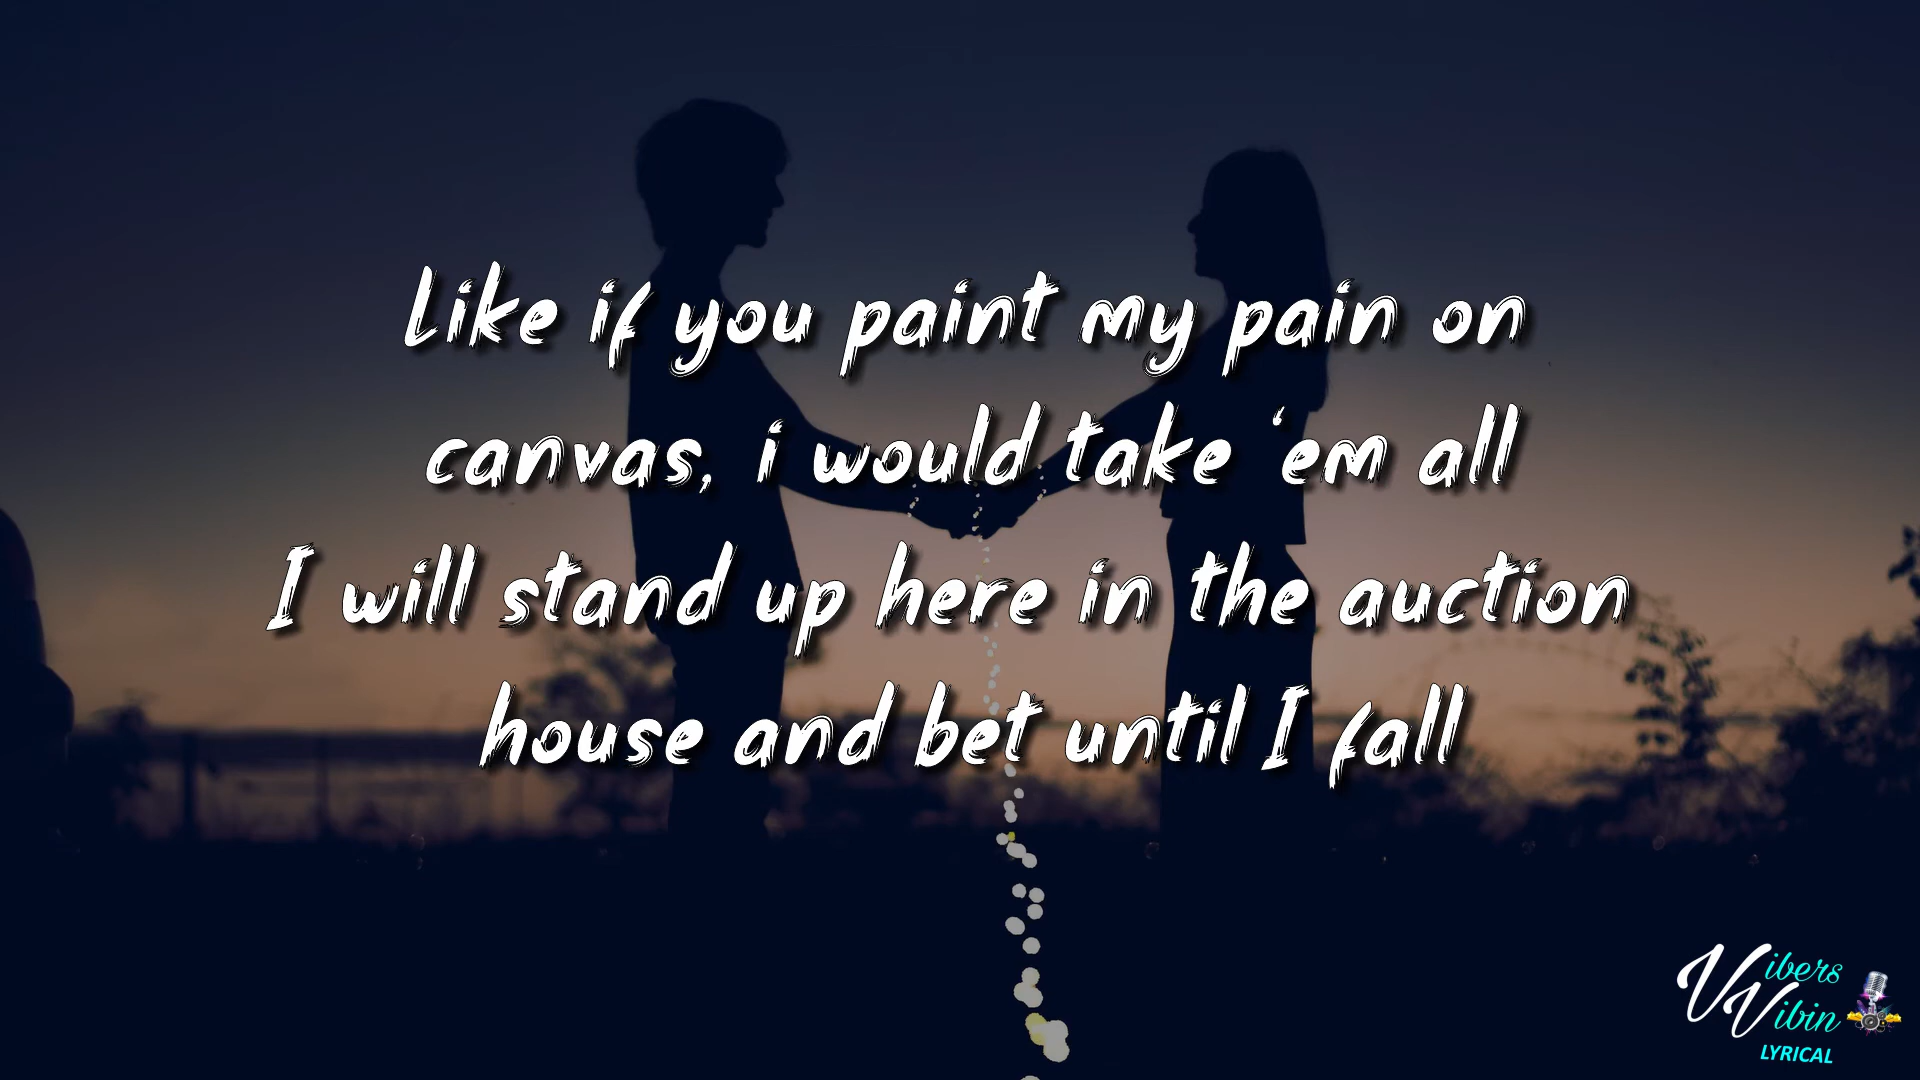 Like if you paint my pain on
canvas, i would take ‘em all
I will stand up here in the auction
house and bet until I fall
Vibers
Vibin
LYRICAL